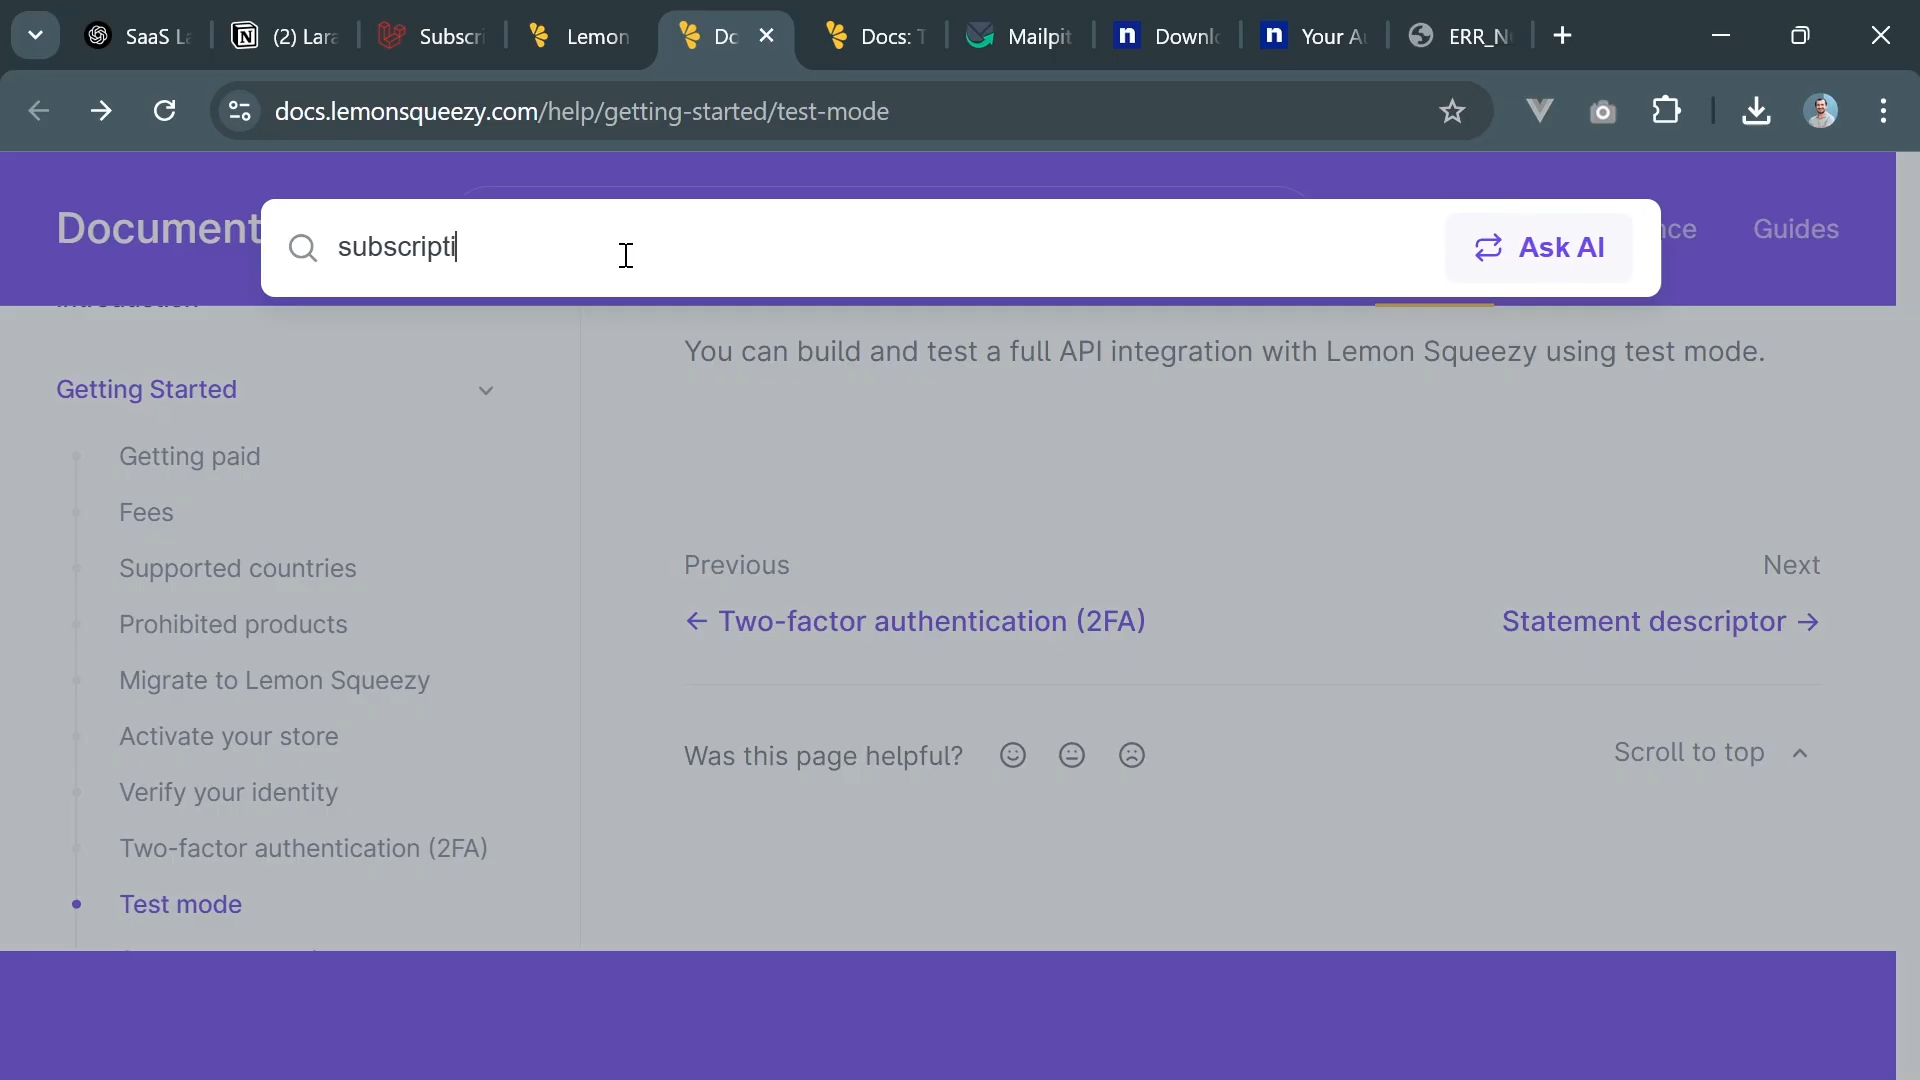 SaaS La
(2) Lara
Subscri
Lemon
Do
Docs: T
Mailpit
Downlo
Your Au
ERR_N
docs.lemonsqueezy.com/help/getting-started/test-mode
Document
subscripti
Ask AI
nce
Guides
Getting Started
Getting paid
Fees
Supported countries
Prohibited products
Migrate to Lemon Squeezy
Activate your store
Verify your identity
Two-factor authentication (2FA)
Test mode
You can build and test a full API integration with Lemon Squeezy using test mode.
Previous
Next
← Two-factor authentication (2FA)
Statement descriptor →
Was this page helpful?
Scroll to top